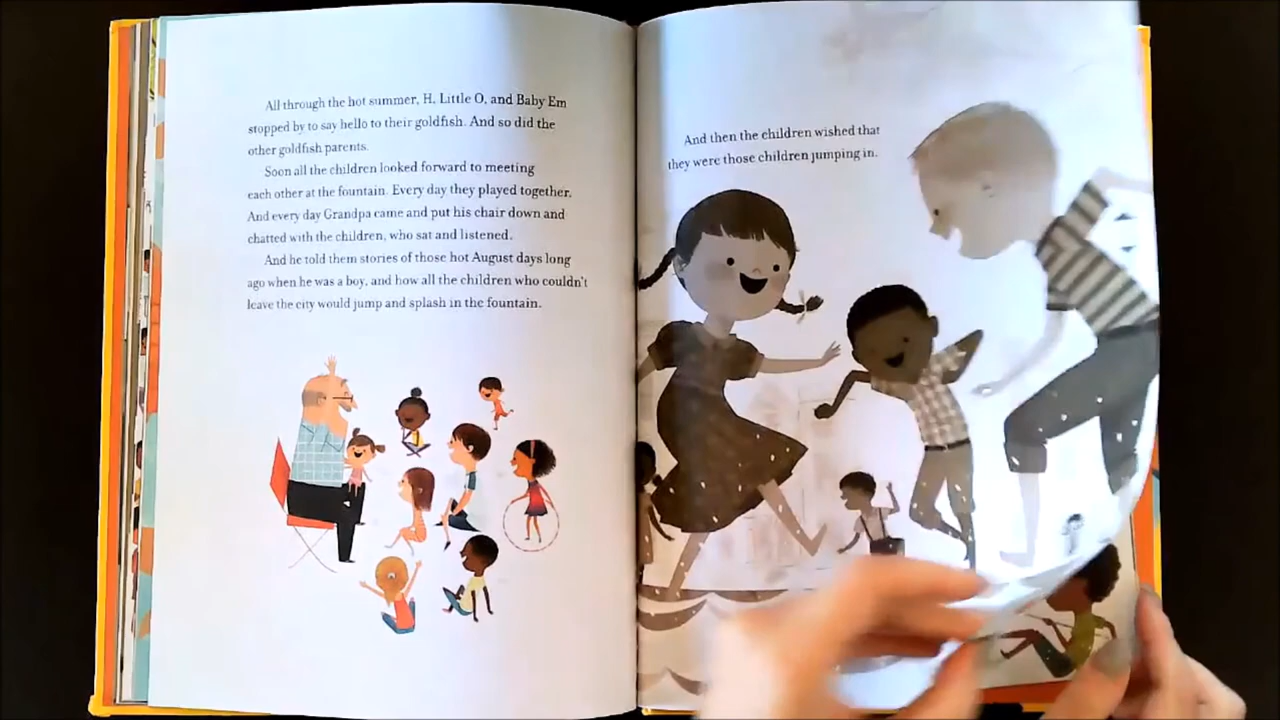 All through the hot summer, H, Little O, and Baby Em
stopped by to say hello to their goldfish. And so did the
other goldfish parents.
Soon all the children looked forward to meeting
each other at the fountain. Every day they played together.
And every day Grandpa came and put his chair down and
chatted with the children, who sat and listened.
And he told them stories of those hot August days long
ago when he was a boy, and how all the children who couldn't
leave the city would jump and splash in the fountain.
And then the children wished that
they were those children jumping in.